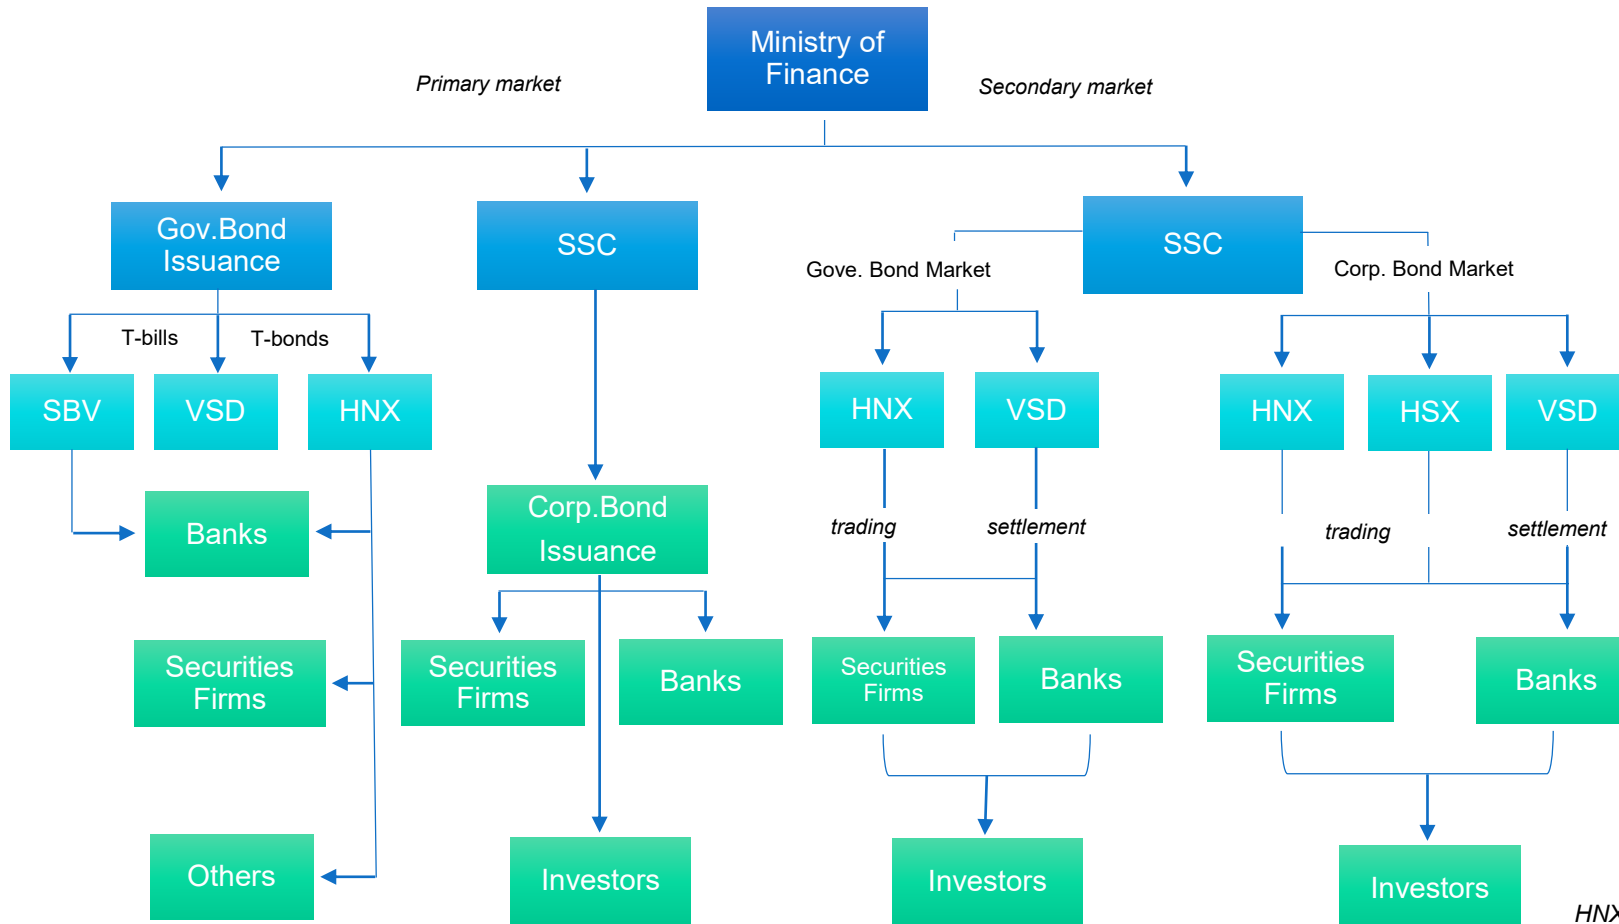 Ministry of
Finance
Primary market
Secondary market
Gov.Bond
Issuance
SSC
SSC
Gove. Bond Market
Corp. Bond Market
T-bills
T-bonds
SBV
VSD
HNX
HNX
VSD
HNX
HSX
VSD
Banks
Corp.Bond
Issuance
trading
settlement
trading
settlement
Securities
Firms
Securities
Firms
Banks
Securities
Firms
Banks
Securities
Firms
Banks
Others
Investors
Investors
Investors
HNX